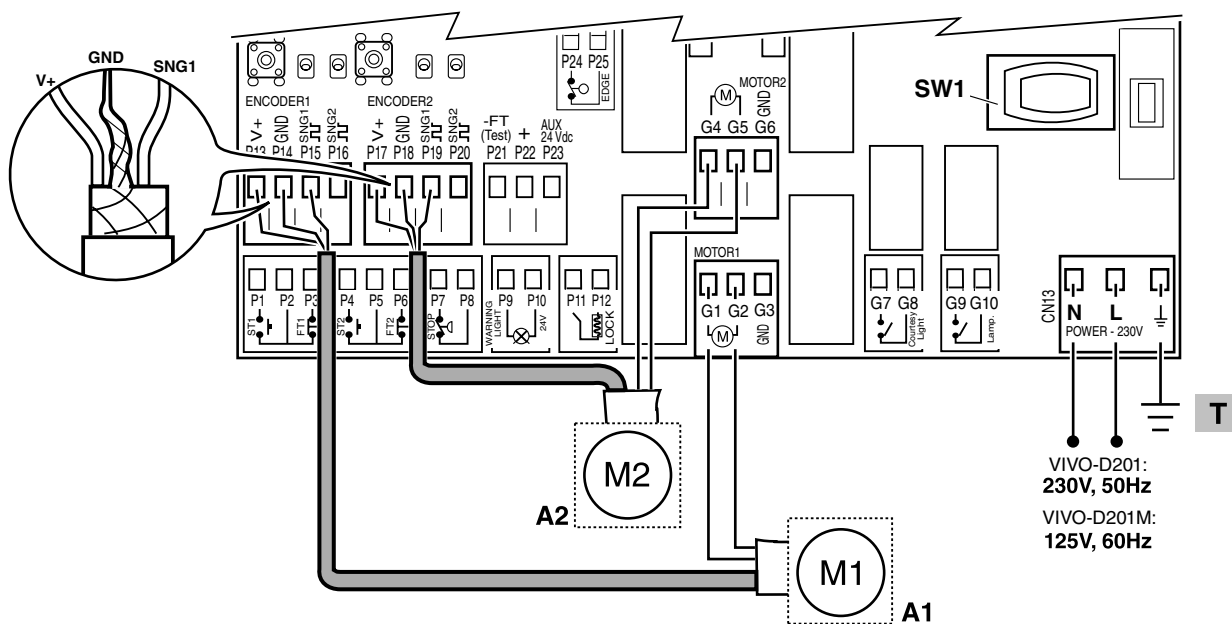 GND
V+
SNG1
ENCODER1
V+
GND
SNG1
SNG2
P13 P14 P15 P16
ENCODER2
V+
GND
SNG1
SNG2
P17 P18 P19 P20
-FT
(Test)
+
AUX
24 Vdc
P21 P22 P23
P24 P25
EDGE
MOTOR2
M
GND
G4 G5 G6
SW1
MOTOR1
G1 G2 G3
M
GND
P1 P2 P3
ST1
FT1
P4 P5 P6
ST2
FT2
P7 P8
STOP
P9 P10
WARNING
LIGHT
24V
P11 P12
LOCK
G7 G8
Courtesy
Light
G9 G10
Lamp.
CN13
N L
POWER - 230V
T
M2
A2
M1
A1
VIVO-D201:
230V, 50Hz
VIVO-D201M:
125V, 60Hz